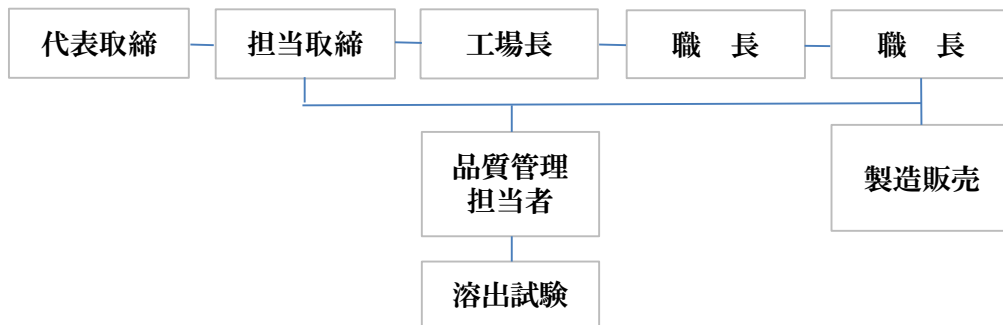 代表取締
担当取締
工場長
職　長
職　長
品質管理
担当者
製造販売
溶出試験